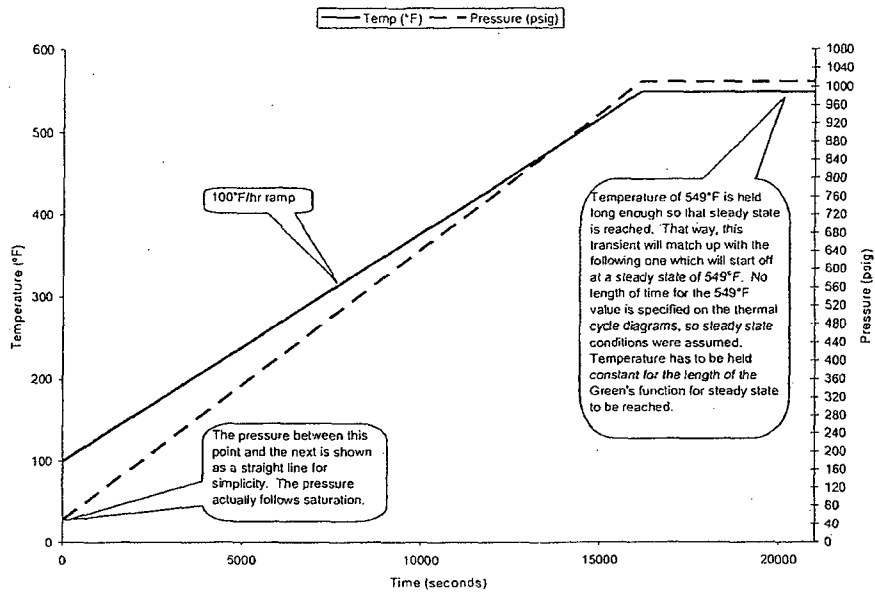 Temp (°F) Pressure (psig)
600
500
400
300
200
100
0
Temperature (°F)
1080
1040
1000
960
920
880
840
800
760
720
680
640
600
560
520
480
440
400
360
320
280
240
200
160
120
80
40
0
Pressure (psig)
100°F/hr ramp
Temperature of 549°F is held
long enough so that steady state
is reached. That way, this
transient will match up with the
following one which will start off
at a steady state of 549°F. No
length of time for the 549°F
value is specified on the thermal
cycle diagrams, so steady state
conditions were assumed.
Temperature has to be held
constant for the length of the
Green's function for steady state
to be reached.
The pressure between this
point and the next is shown
as a straight line for
simplicity. The pressure
actually follows saturation.
0 5000 10000 15000 20000
Time (seconds)